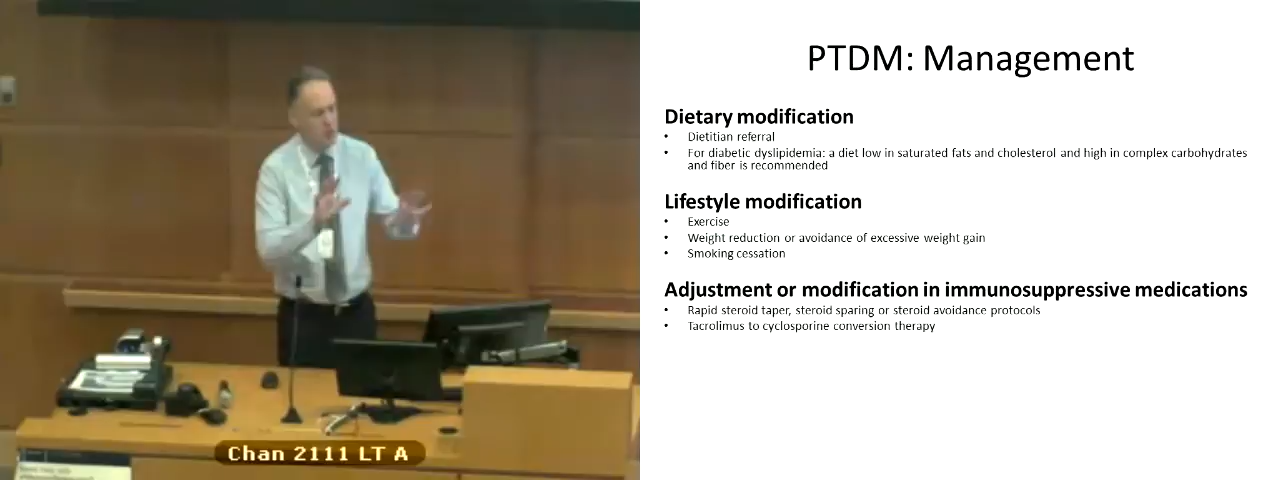 PTDM: Management
Dietary modification
• Dietitian referral
• For diabetic dyslipidemia: a diet low in saturated fats and cholesterol and high in complex carbohydrates
and fiber is recommended
Lifestyle modification
• Exercise
• Weight reduction or avoidance of excessive weight gain
• Smoking cessation
Adjustment or modification in immunosuppressive medications
• Rapid steroid taper, steroid sparing or steroid avoidance protocols
• Tacrolimus to cyclosporine conversion therapy
Chan 2111 LT A